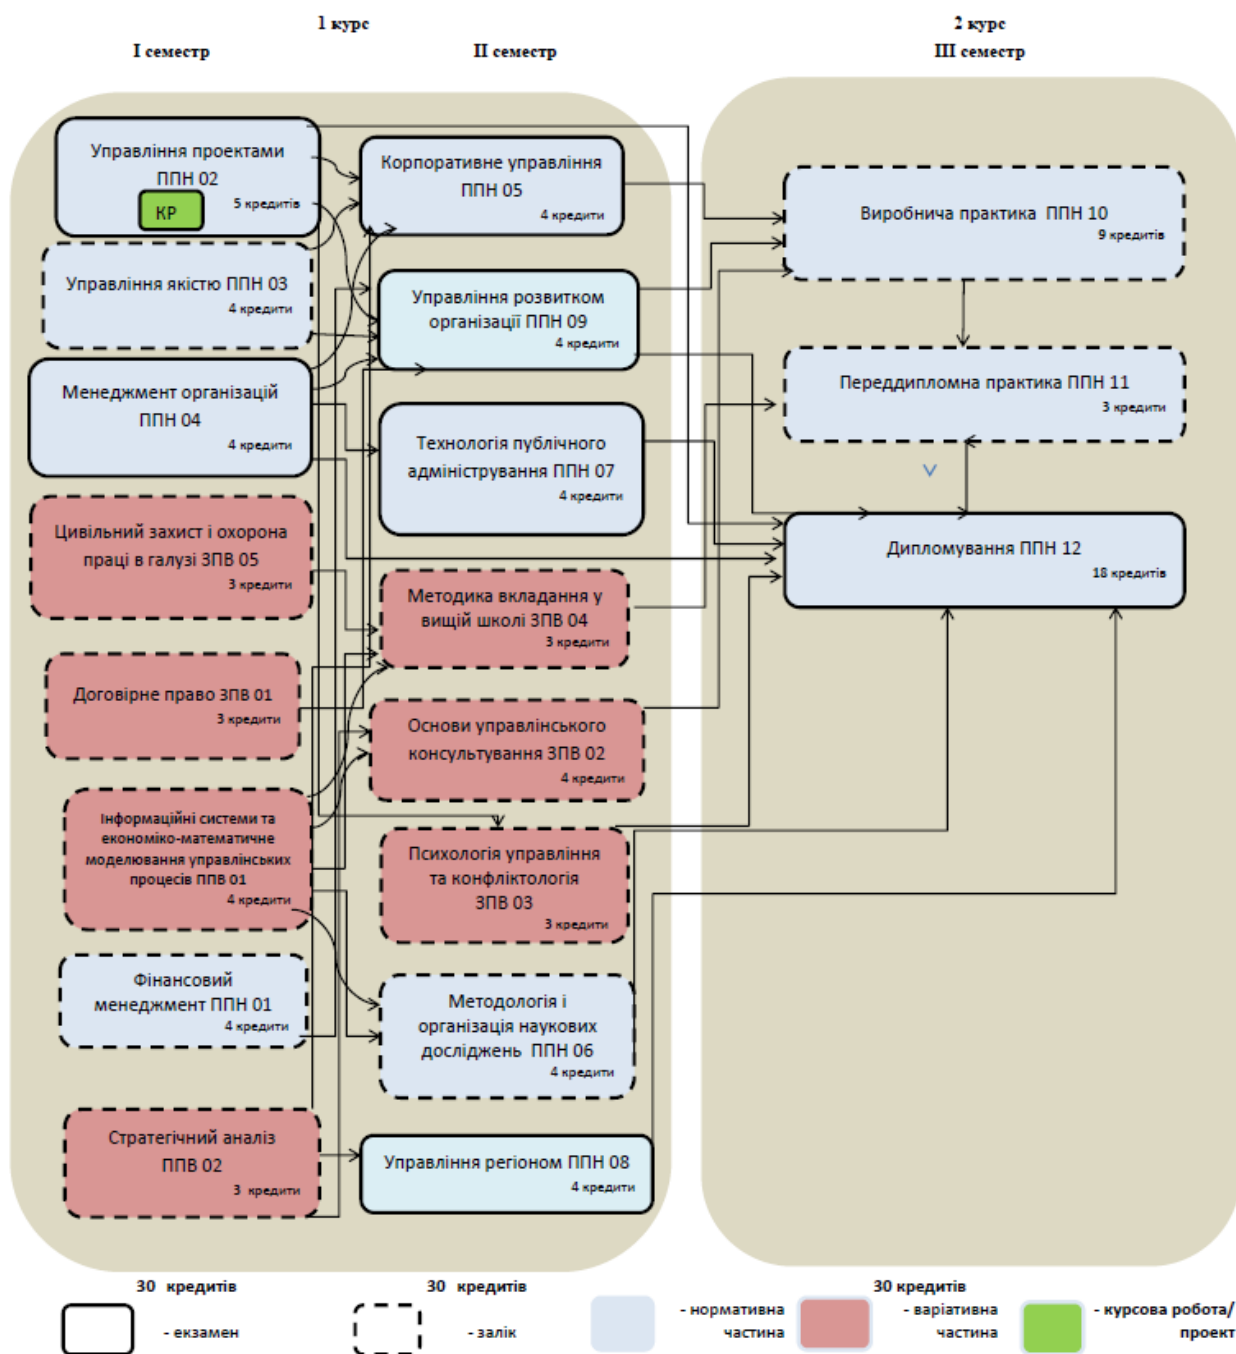 1 курс
2 курс
I семестр
II семестр
III семестр
Управління проектами
ППН 02
КР
5 кредитів
Управління якістю ППН 03
4 кредити
Менеджмент організацій
ППН 04
4 кредити
Цивільний захист і охорона
праці в галузі ЗПВ 05
3 кредити
Договірне право ЗПВ 01
3 кредити
Інформаційні системи та
економіко-математичне
моделювання управлінських
процесів ППВ 01
4 кредити
Фінансовий
менеджмент ППН 01
4 кредити
Стратегічний аналіз
ППВ 02
3 кредити
Корпоративне управління
ППН 05
4 кредити
Управління розвитком
організації ППН 09
4 кредити
Технологія публічного
адміністрування ППН 07
4 кредити
Методика вкладання у
вищій школі ЗПВ 04
3 кредити
Основи управлінського
консультування ЗПВ 02
4 кредити
Психологія управління
та конфліктологія
ЗПВ 03
3 кредити
Методологія і
організація наукових
досліджень ППН 06
4 кредити
Управління регіоном ППН 08
4 кредити
Виробнича практика ППН 10
9 кредитів
Переддипломна практика ППН 11
3 кредити
Дипломування ППН 12
18 кредитів
30 кредитів
30 кредитів
30 кредитів
- екзамен
- залік
- нормативна
частина
- варіативна
частина
- курсова робота/
проект